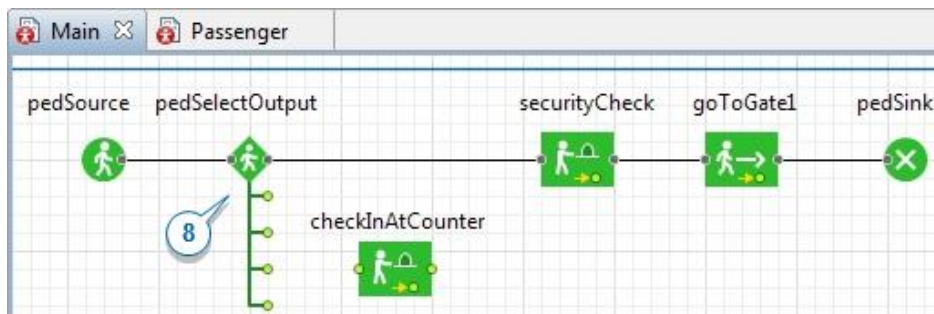 Main Passenger
pedSource pedSelectOutput securityCheck goToGate1 pedSink
8
checkInAtCounter